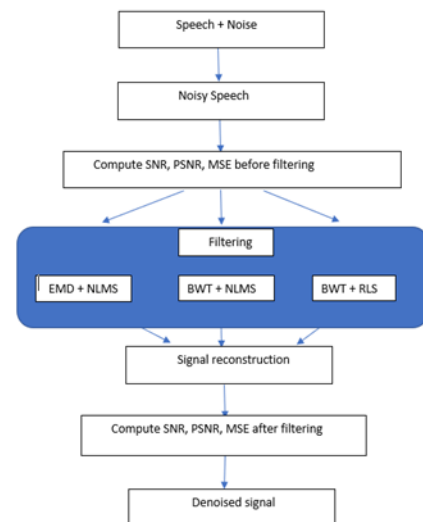 Speech + Noise
Noisy Speech
Compute SNR, PSNR, MSE before filtering
Filtering
EMD + NLMS
BWT + NLMS
BWT + RLS
Signal reconstruction
Compute SNR, PSNR, MSE after filtering
Denoised signal